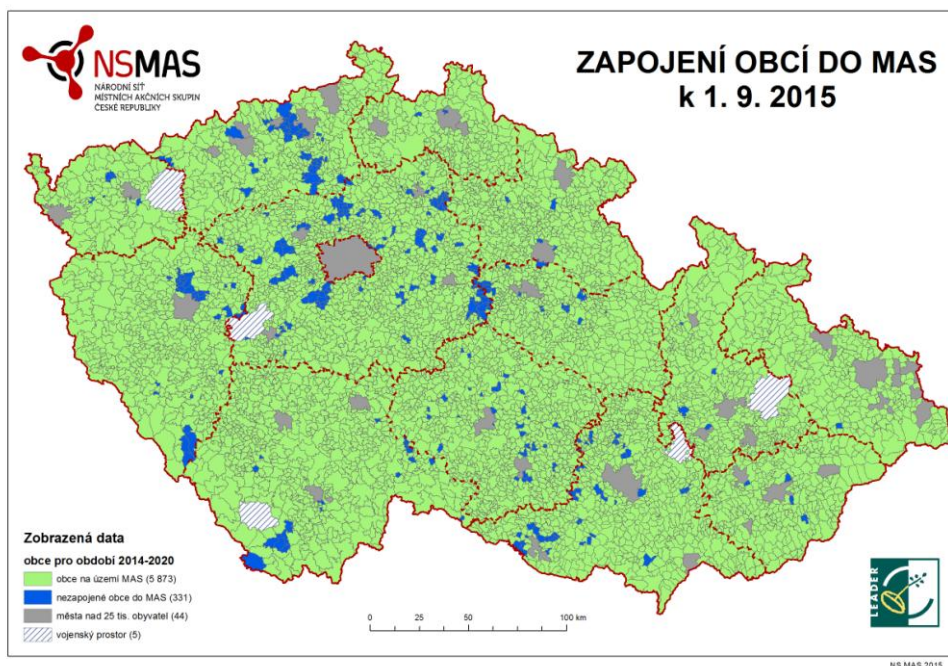 NSMAS
NÁRODNÍ SÍŤ
MÍSTNÍCH AKČNÍCH SKUPIN
ČESKÉ REPUBLIKY
ZAPOJENÍ OBCÍ DO MAS
k 1. 9. 2015
Zobrazená data
obce pro období 2014-2020
obce na území MAS (5 873)
nezapojené obce do MAS (331)
města nad 25 tis. obyvatel (44)
vojenský prostor (5)
0 25 50 100 km
LEADER
NS MAS 2015